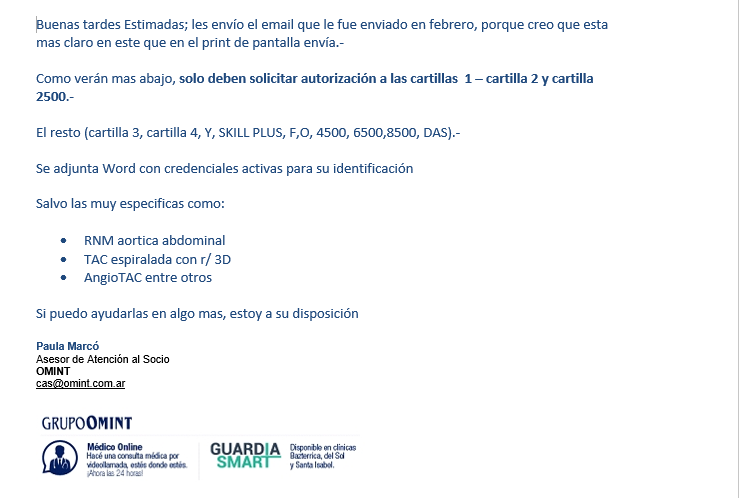 Buenas tardes Estimadas; les envío el email que le fue enviado en febrero, porque creo que esta
mas claro en este que en el print de pantalla envía.-
Como verán mas abajo, solo deben solicitar autorización a las cartillas  1 – cartilla 2 y cartilla
2500.-
El resto (cartilla 3, cartilla 4, Y, SKILL PLUS, F,O, 4500, 6500,8500, DAS).-
Se adjunta Word con credenciales activas para su identificación
Salvo las muy especificas como:
• RNM aortica abdominal
• TAC espiralada con r/ 3D
• AngioTAC entre otros
Si puedo ayudarlas en algo mas, estoy a su disposición
Paula Marcó
Asesor de Atención al Socio
OMINT
cas@omint.com.ar
GRUPO OMINT
Médico Online
Hacé una consulta médica por
videollamada, estés donde estés.
¡Ahora las 24 horas!
GUARDIA
SMART
Disponible en clínicas
Bazterrica, del Sol
y Santa Isabel.